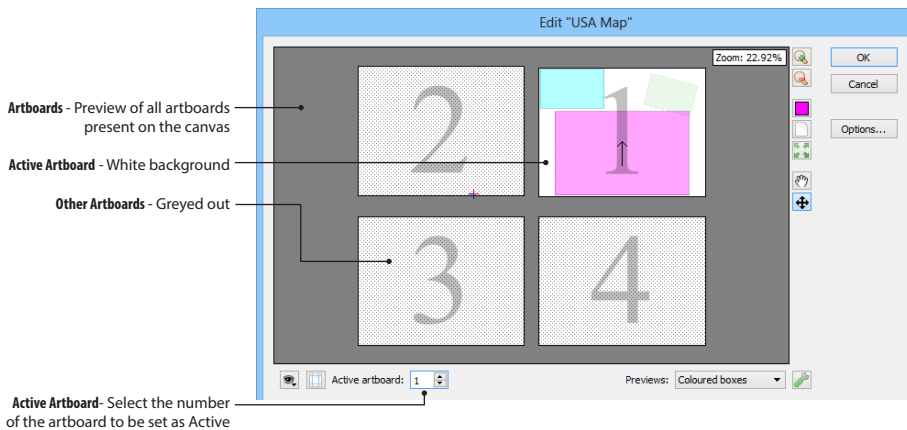 Edit "USA Map"
Zoom: 22.92%
OK
Cancel
Options...
2
1
3
4
Artboards - Preview of all artboards
present on the canvas
Active Artboard - White background
Other Artboards - Greyed out
Active artboard: 1
Previews: Coloured boxes
Active Artboard- Select the number
of the artboard to be set as Active